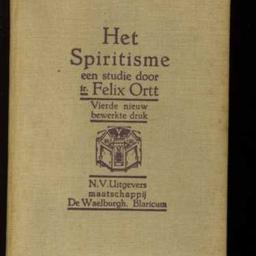 Het
Spiritisme
een studie door
ir. Felix Ortt
Vierde nieuw
bewerkte druk
N.V. Uitgevers
maatschappij
De Waelburgh, Blaricum